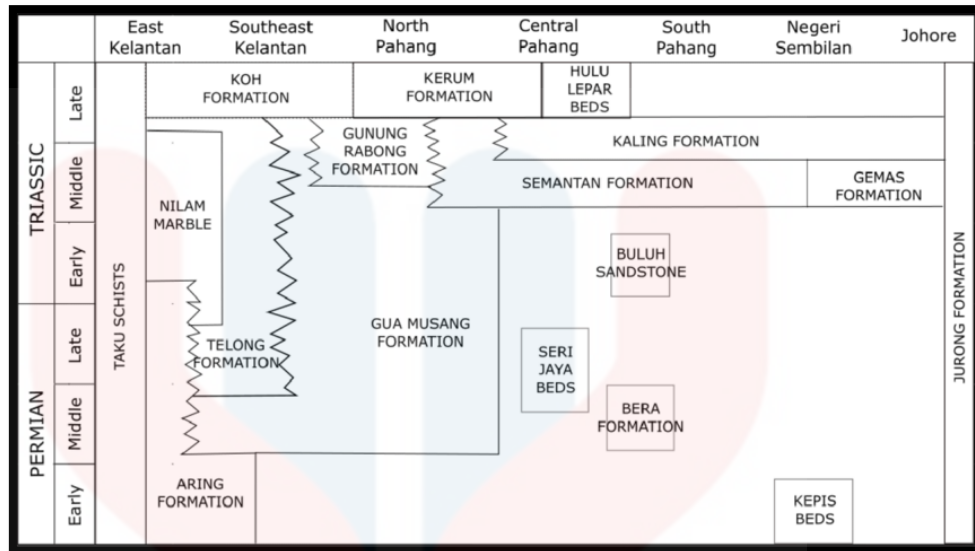 East
Kelantan
Southeast
Kelantan
North
Pahang
Central
Pahang
South
Pahang
Negeri
Sembilan
Johore
TRIASSIC
Late
Middle
Early
PERMIAN
Late
Middle
Early
TAKU SCHISTS
KOH
FORMATION
KERUM
FORMATION
HULU
LEPAR
BEDS
GUNUNG
RABONG
FORMATION
KALING FORMATION
SEMANTAN FORMATION
GEMAS
FORMATION
NILAM
MARBLE
BULUH
SANDSTONE
TELONG
FORMATION
GUA MUSANG
FORMATION
SERI
JAYA
BEDS
BERA
FORMATION
ARING
FORMATION
KEPIS
BEDS
JURONG FORMATION